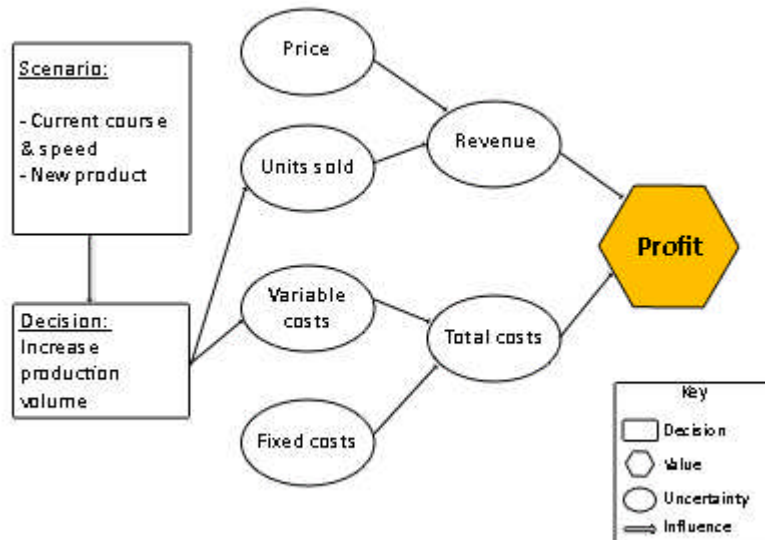 Scenario:
- Current course
& speed
- New product
Decision:
Increase
production
volume
Price
Units sold
Variable
costs
Fixed costs
Revenue
Total costs
Profit
Key
Decision
Value
Uncertainty
Influence